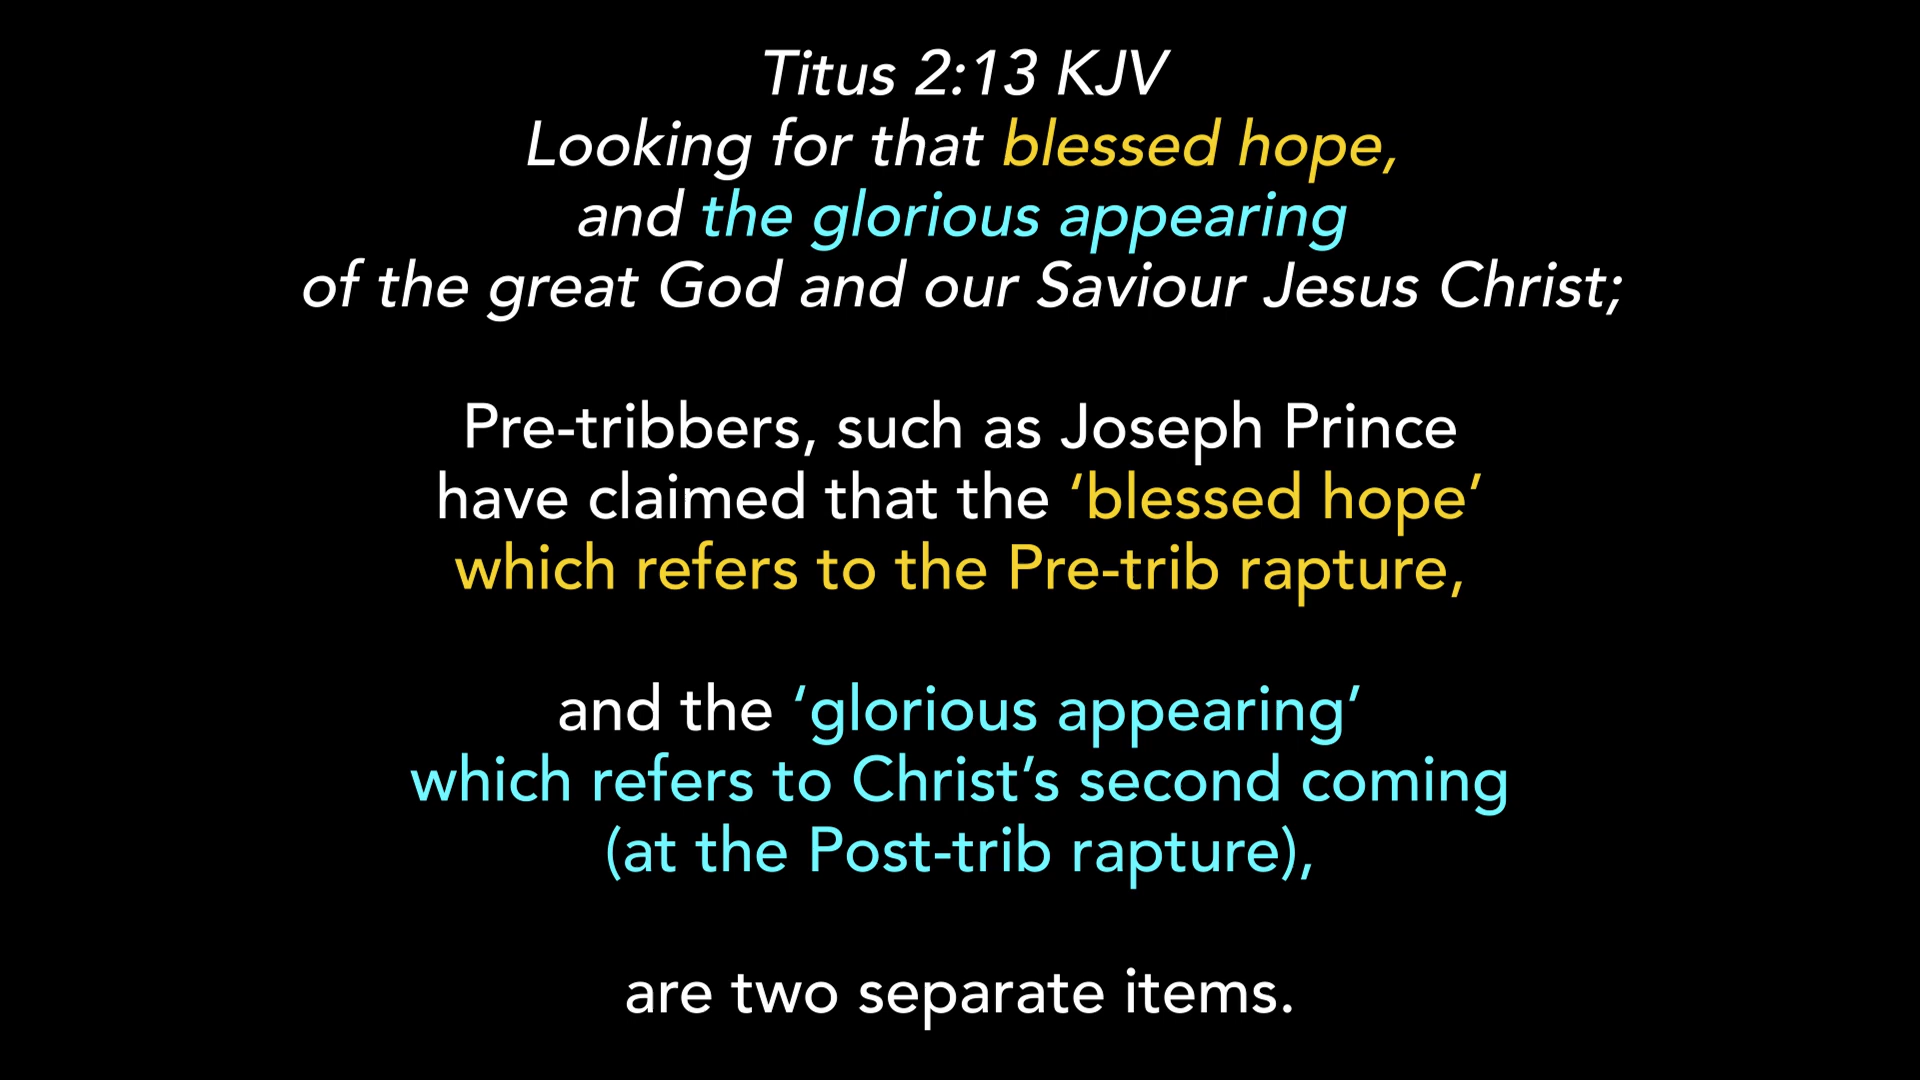 Titus 2:13 KJV
Looking for that blessed hope,
and the glorious appearing
of the great God and our Saviour Jesus Christ;
Pre-tribbers, such as Joseph Prince
have claimed that the ‘blessed hope’
which refers to the Pre-trib rapture,
and the ‘glorious appearing’
which refers to Christ’s second coming
(at the Post-trib rapture),
are two separate items.